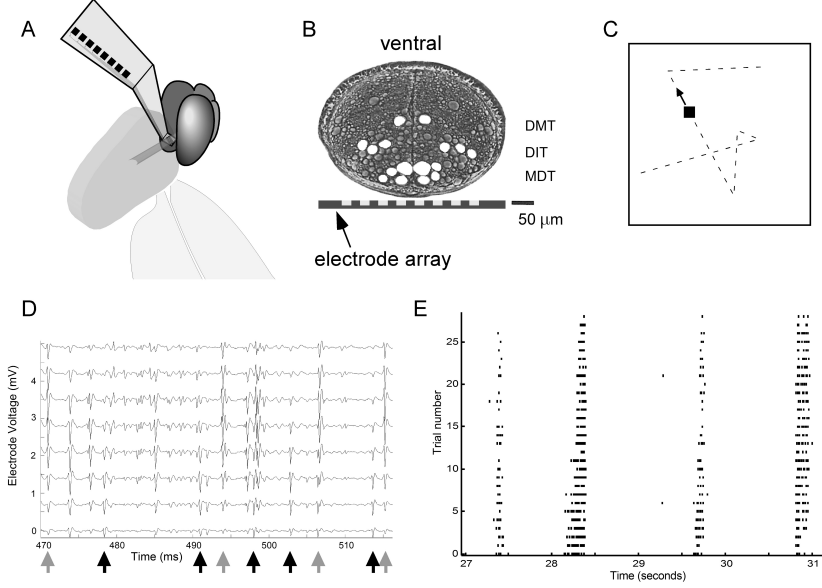 A
B
ventral
DMT
DIT
MDT
50 μm
electrode array
C
D
Electrode Voltage (mV)
4
3
2
1
0
470 480 490 500 510
Time (ms)
E
Trial number
25
20
15
10
5
0
27 28 29 30 31
Time (seconds)